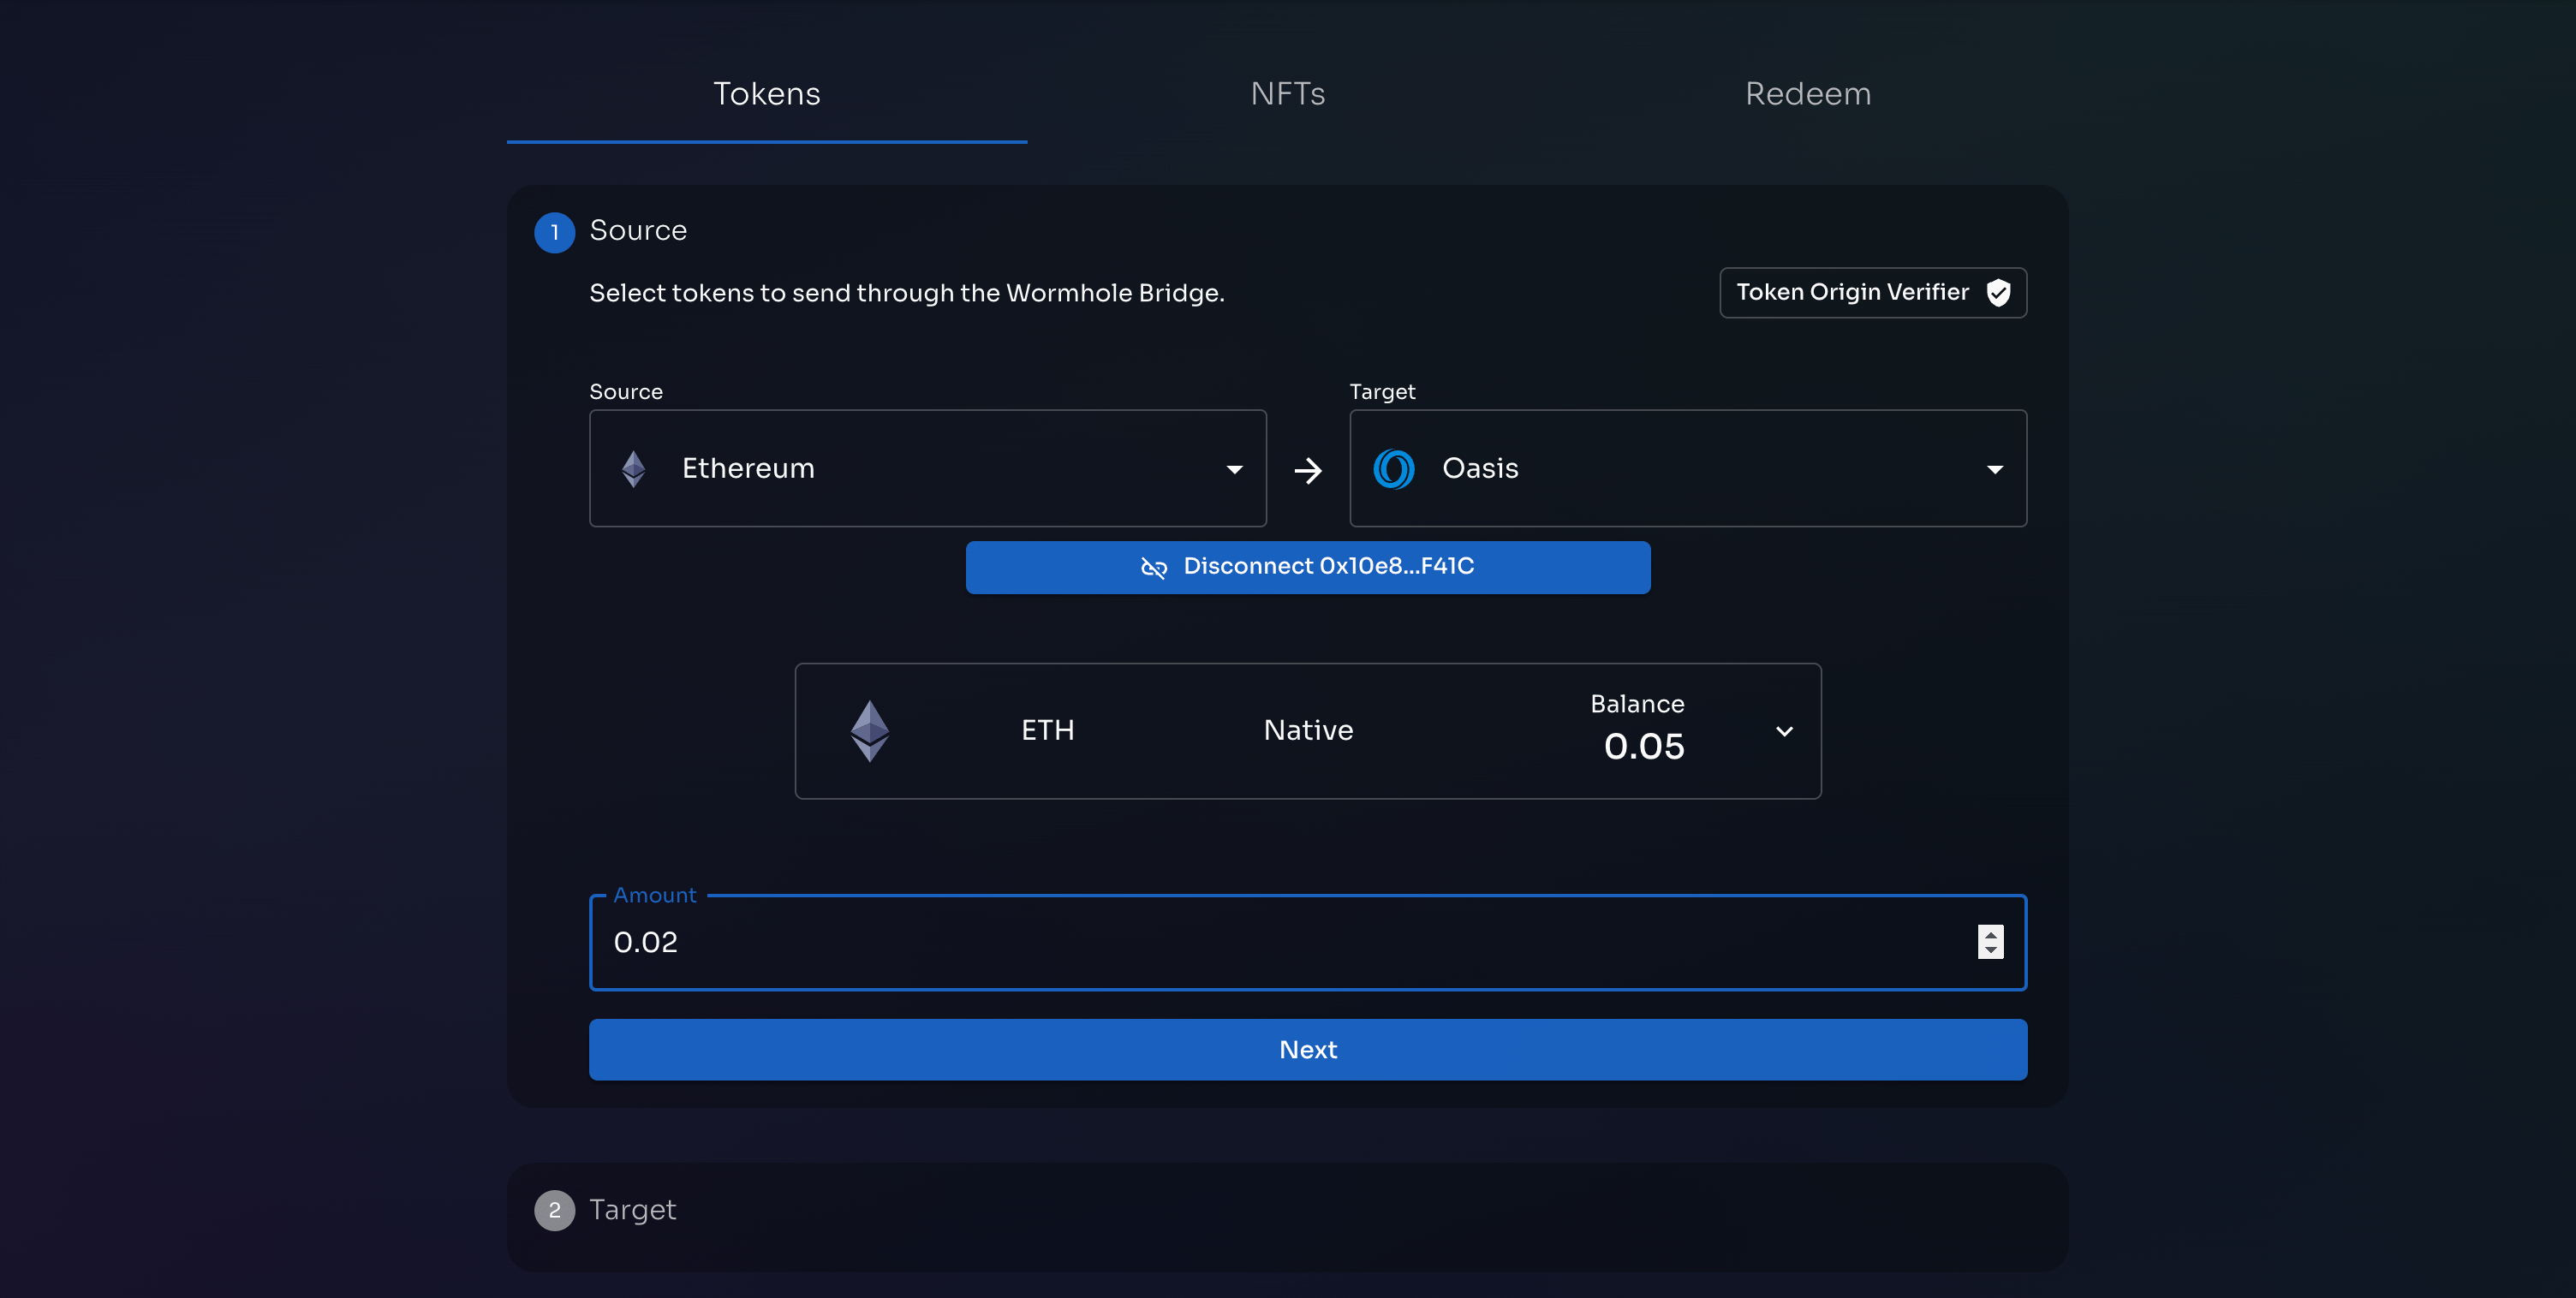 Tokens
NFTs
Redeem
1
Source
Select tokens to send through the Wormhole Bridge.
Token Origin Verifier
Source
Target
Ethereum
Oasis
Disconnect 0x10e8...F41C
ETH
Native
Balance
0.05
Amount
0.02
Next
2
Target